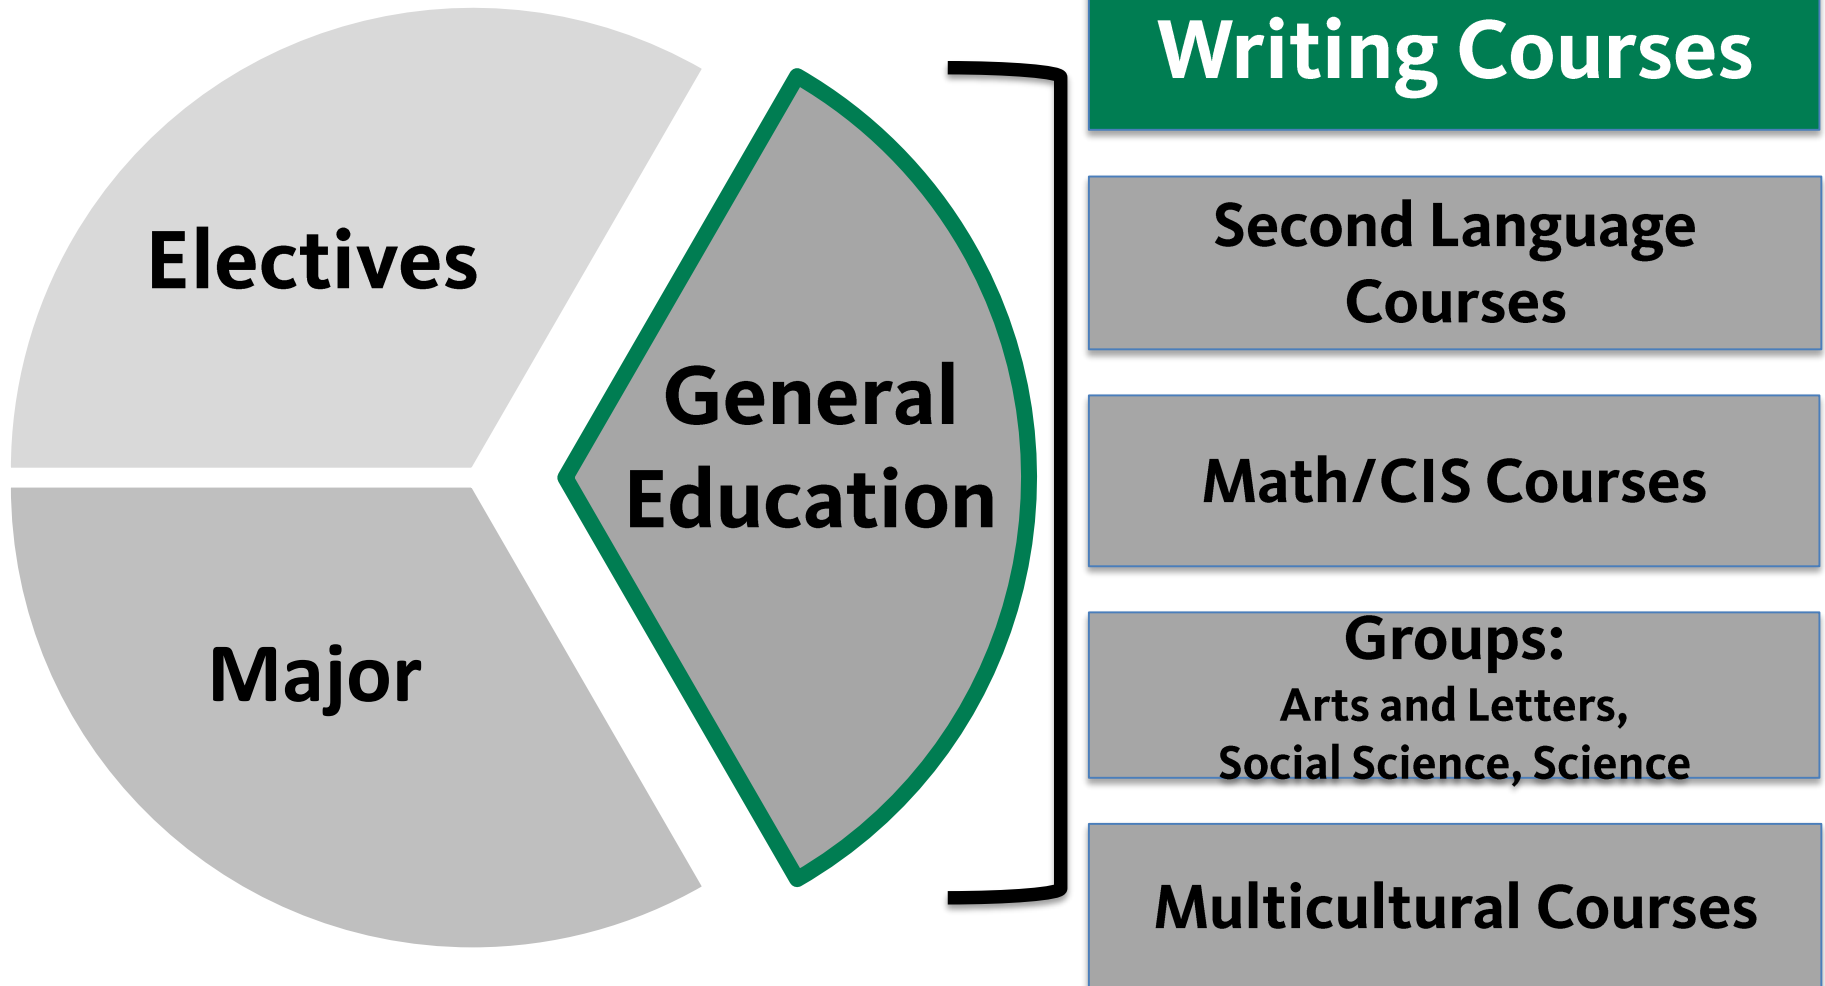 Electives
Major
General
Education
Writing Courses
Second Language
Courses
Math/CIS Courses
Groups:
Arts and Letters,
Social Science, Science
Multicultural Courses